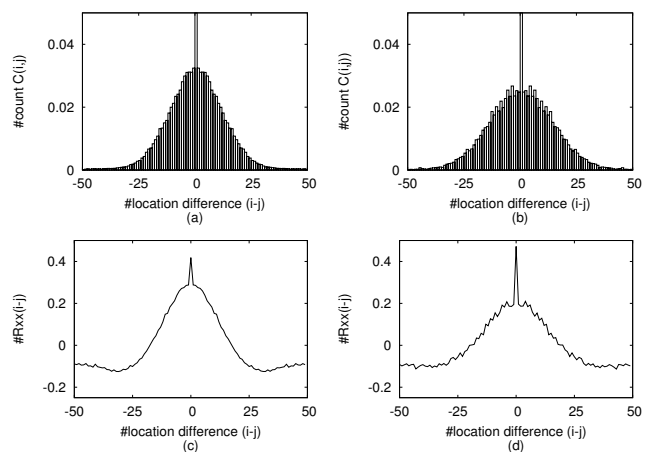 0.04
0.02
0
-50 -25 0 25 50
#count C(i,j)
#location difference (i-j)
(a)
0.04
0.02
0
-50 -25 0 25 50
#count C(i,j))
#location difference (i-j)
(b)
0.4
0.2
0
-0.2
-50 -25 0 25 50
#Rxx(i-j)
#location difference (i-j)
(c)
0.4
0.2
0
-0.2
-50 -25 0 25 50
#Rxx(i-j)
#location difference (i-j)
(d)